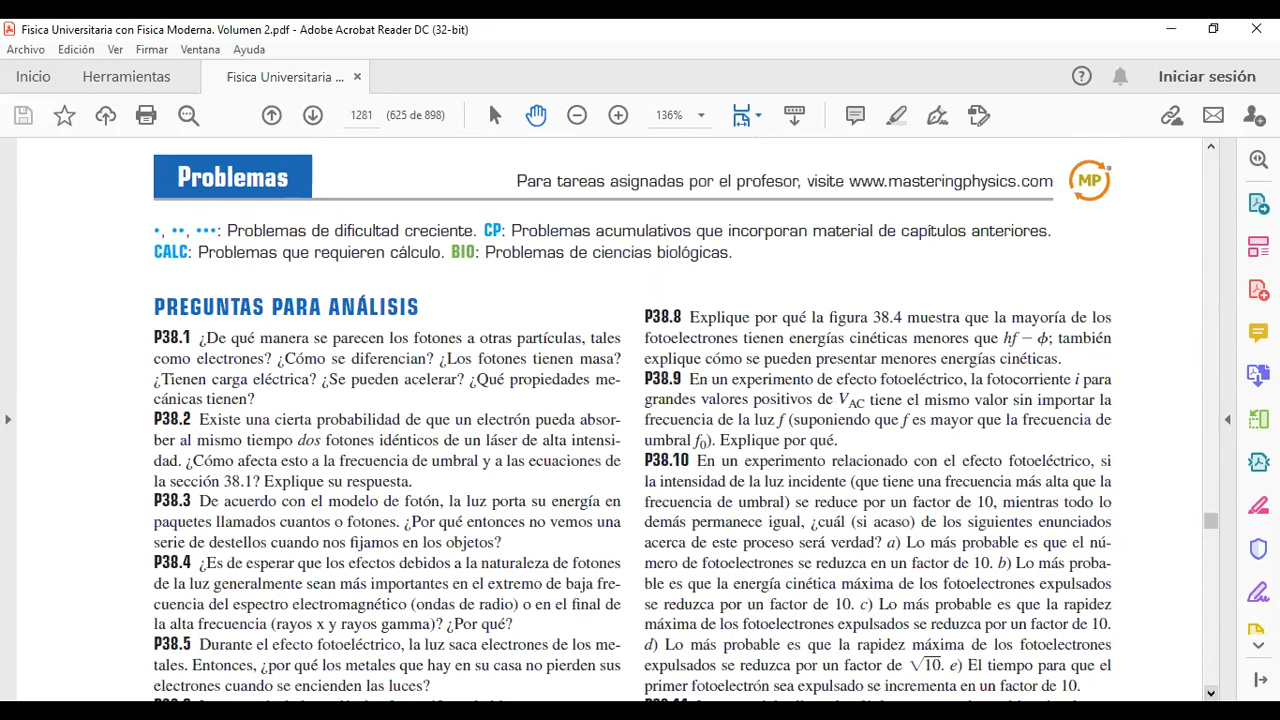 Fisica Universitaria con Fisica Moderna. Volumen 2.pdf - Adobe Acrobat Reader DC (32-bit)
Archivo Edición Ver Firmar Ventana Ayuda
Inicio Herramientas Fisica Universitaria ... × Iniciar sesión
1281 (625 de 898) 136%
Problemas
Para tareas asignadas por el profesor, visite www.masteringphysics.com MP
•, ••, •••: Problemas de dificultad creciente. CP: Problemas acumulativos que incorporan material de capítulos anteriores.
CALC: Problemas que requieren cálculo. BIO: Problemas de ciencias biológicas.
PREGUNTAS PARA ANÁLISIS
P38.1 ¿De qué manera se parecen los fotones a otras partículas, tales
como electrones? ¿Cómo se diferencian? ¿Los fotones tienen masa?
¿Tienen carga eléctrica? ¿Se pueden acelerar? ¿Qué propiedades me-
cánicas tienen?
P38.2 Existe una cierta probabilidad de que un electrón pueda absor-
ber al mismo tiempo dos fotones idénticos de un láser de alta intensi-
dad. ¿Cómo afecta esto a la frecuencia de umbral y a las ecuaciones de
la sección 38.1? Explique su respuesta.
P38.3 De acuerdo con el modelo de fotón, la luz porta su energía en
paquetes llamados cuantos o fotones. ¿Por qué entonces no vemos una
serie de destellos cuando nos fijamos en los objetos?
P38.4 ¿Es de esperar que los efectos debidos a la naturaleza de fotones
de la luz generalmente sean más importantes en el extremo de baja fre-
cuencia del espectro electromagnético (ondas de radio) o en el final de
la alta frecuencia (rayos x y rayos gamma)? ¿Por qué?
P38.5 Durante el efecto fotoeléctrico, la luz saca electrones de los me-
tales. Entonces, ¿por qué los metales que hay en su casa no pierden sus
electrones cuando se encienden las luces?
P38.8 Explique por qué la figura 38.4 muestra que la mayoría de los
fotoelectrones tienen energías cinéticas menores que hf − ϕ; también
explique cómo se pueden presentar menores energías cinéticas.
P38.9 En un experimento de efecto fotoeléctrico, la fotocorriente i para
grandes valores positivos de V_AC tiene el mismo valor sin importar la
frecuencia de la luz f (suponiendo que f es mayor que la frecuencia de
umbral f₀). Explique por qué.
P38.10 En un experimento relacionado con el efecto fotoeléctrico, si
la intensidad de la luz incidente (que tiene una frecuencia más alta que la
frecuencia de umbral) se reduce por un factor de 10, mientras todo lo
demás permanece igual, ¿cuál (si acaso) de los siguientes enunciados
acerca de este proceso será verdad? a) Lo más probable es que el nú-
mero de fotoelectrones se reduzca en un factor de 10. b) Lo más proba-
ble es que la energía cinética máxima de los fotoelectrones expulsados
se reduzca por un factor de 10. c) Lo más probable es que la rapidez
máxima de los fotoelectrones expulsados se reduzca por un factor de 10.
d) Lo más probable es que la rapidez máxima de los fotoelectrones
expulsados se reduzca por un factor de √10. e) El tiempo para que el
primer fotoelectrón sea expulsado se incrementa en un factor de 10.